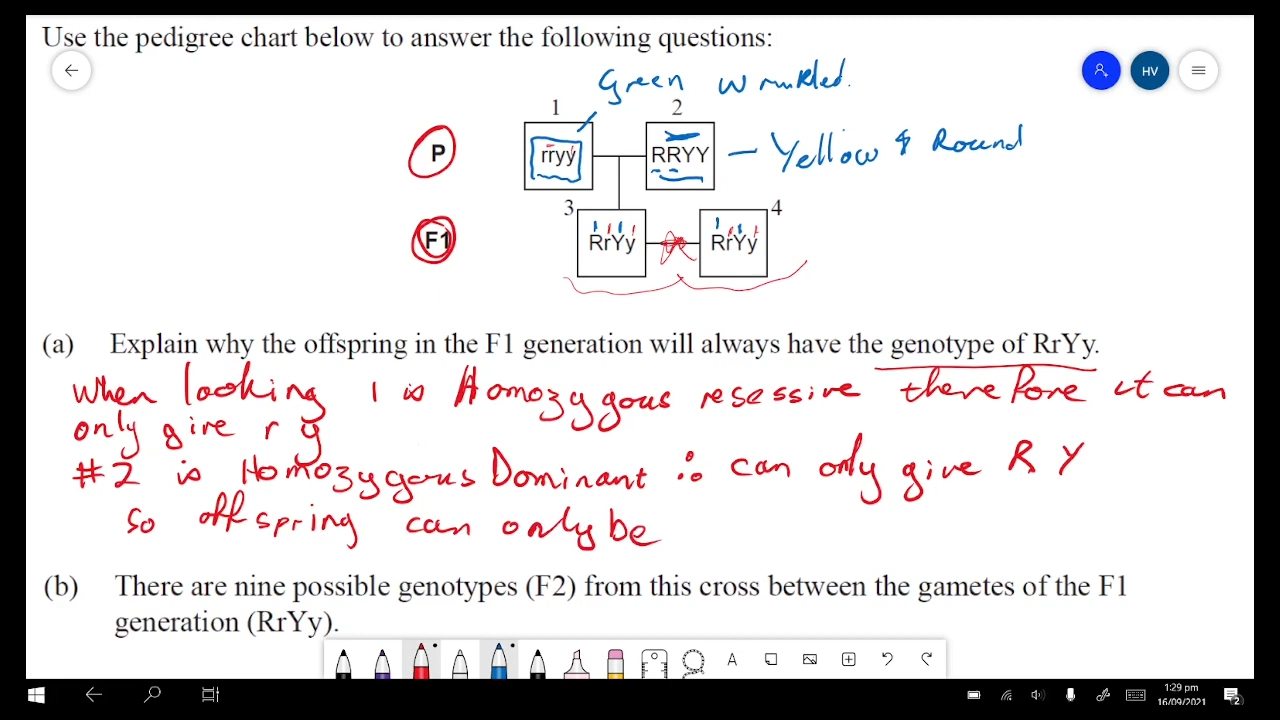 Use the pedigree chart below to answer the following questions:
HV
Green wrinkled.
1 2
P rryy RRYY — Yellow & Round
3 4
F1 RrYy RrYy
(a) Explain why the offspring in the F1 generation will always have the genotype of RrYy.
When looking 1 is Homozygous resessive therefore it can
only give r y
#2 is Homozygous Dominant ∴ can only give R Y
so offspring can only be
(b) There are nine possible genotypes (F2) from this cross between the gametes of the F1
generation (RrYy).
A
1:29 pm
16/09/2021
2